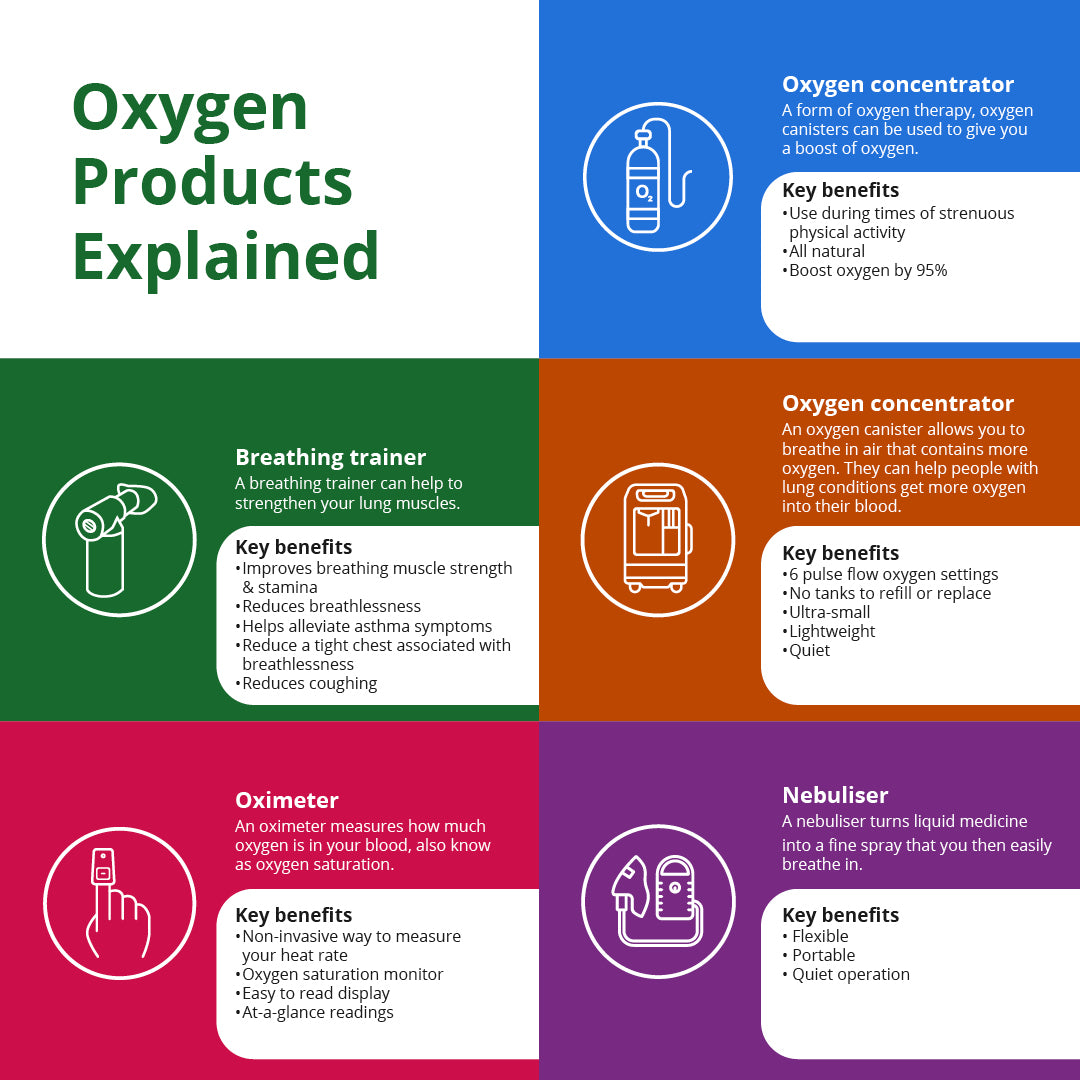 Oxygen
Products
Explained
Oxygen concentrator
A form of oxygen therapy, oxygen
canisters can be used to give you
a boost of oxygen.
O2
Key benefits
•Use during times of strenuous
physical activity
•All natural
•Boost oxygen by 95%
Breathing trainer
A breathing trainer can help to
strengthen your lung muscles.
Key benefits
•Improves breathing muscle strength
& stamina
•Reduces breathlessness
•Helps alleviate asthma symptoms
•Reduce a tight chest associated with
breathlessness
•Reduces coughing
Oxygen concentrator
An oxygen canister allows you to
breathe in air that contains more
oxygen. They can help people with
lung conditions get more oxygen
into their blood.
Key benefits
•6 pulse flow oxygen settings
•No tanks to refill or replace
•Ultra-small
•Lightweight
•Quiet
Oximeter
An oximeter measures how much
oxygen is in your blood, also know
as oxygen saturation.
Key benefits
•Non-invasive way to measure
your heat rate
•Oxygen saturation monitor
•Easy to read display
•At-a-glance readings
Nebuliser
A nebuliser turns liquid medicine
into a fine spray that you then easily
breathe in.
Key benefits
• Flexible
• Portable
• Quiet operation